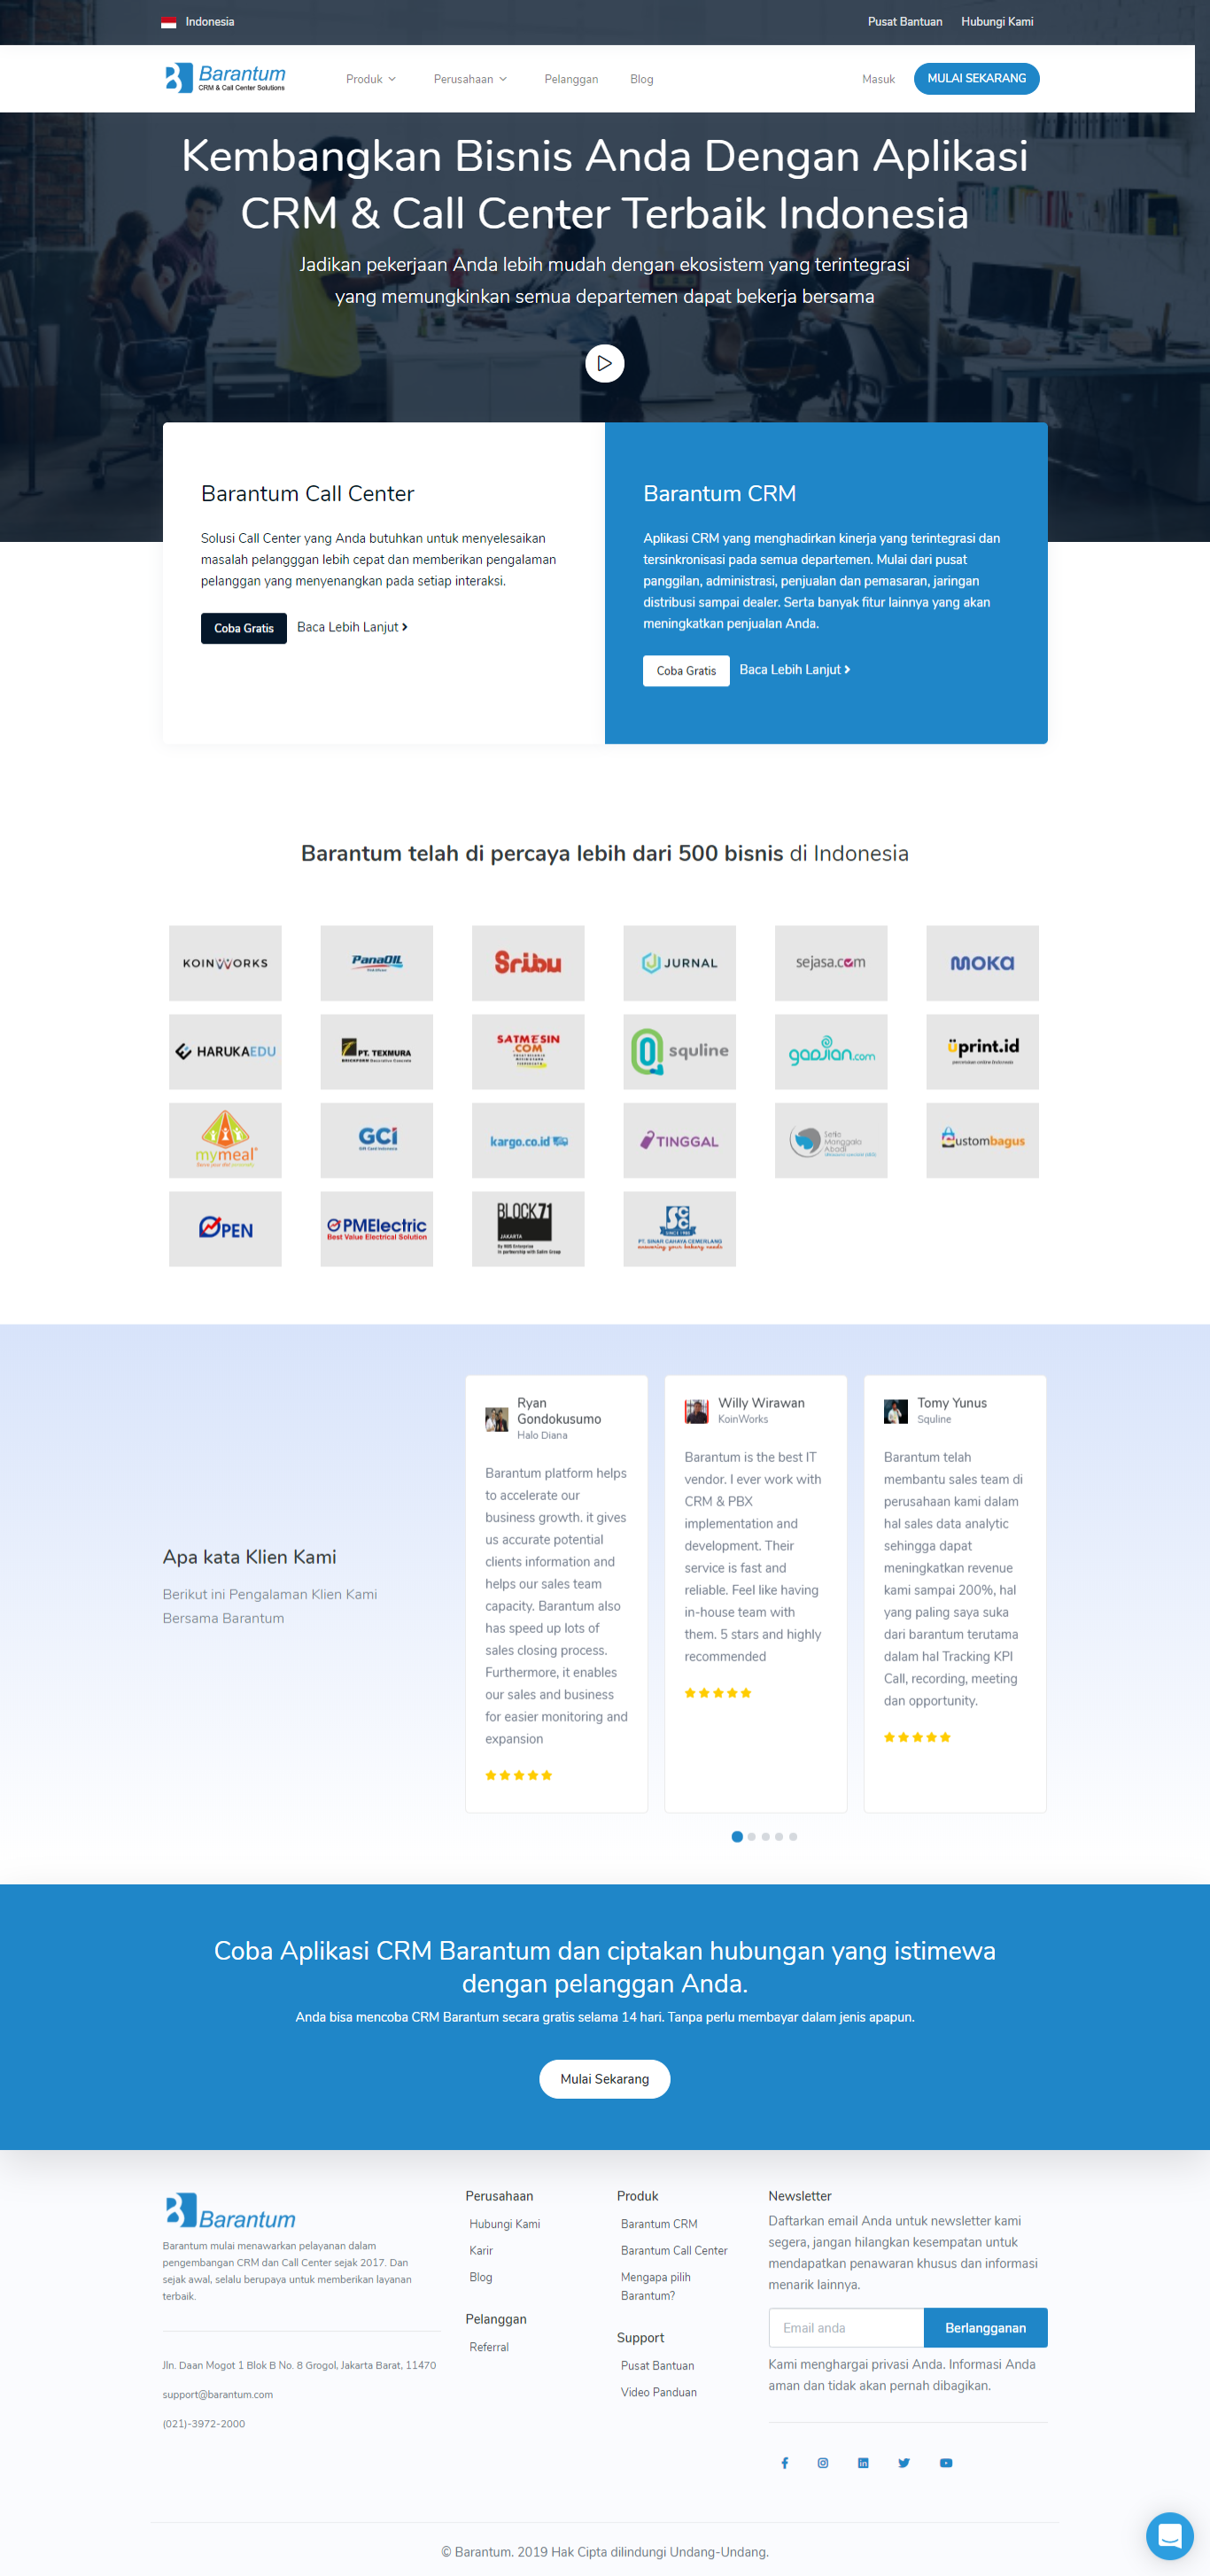 Indonesia
Pusat Bantuan
Hubungi Kami
Barantum
CRM & Call Center Solutions
Produk
Perusahaan
Pelanggan
Blog
Masuk
MULAI SEKARANG
Kembangkan Bisnis Anda Dengan Aplikasi
CRM & Call Center Terbaik Indonesia
Jadikan pekerjaan Anda lebih mudah dengan ekosistem yang terintegrasi
yang memungkinkan semua departemen dapat bekerja bersama
Barantum Call Center
Solusi Call Center yang Anda butuhkan untuk menyelesaikan
masalah pelangggan lebih cepat dan memberikan pengalaman
pelanggan yang menyenangkan pada setiap interaksi.
Coba Gratis
Baca Lebih Lanjut
Barantum CRM
Aplikasi CRM yang menghadirkan kinerja yang terintegrasi dan
tersinkronisasi pada semua departemen. Mulai dari pusat
panggilan, administrasi, penjualan dan pemasaran, jaringan
distribusi sampai dealer. Serta banyak fitur lainnya yang akan
meningkatkan penjualan Anda.
Coba Gratis
Baca Lebih Lanjut
Barantum telah di percaya lebih dari 500 bisnis di Indonesia
KOINWORKS
PanaOIL
Sribu
JURNAL
sejasa.com
MOKA
HARUKAEDU
PT. TEXMURA
SATMESIN
COM
squline
gadjian.com
üprint.id
mymeal
GCI
kargo.co.id
TINGGAL
Satria
Manggala
Abadi
Custombagus
OPEN
PMElectric
Best Value Electrical Solution
BLOCK71
JAKARTA
In partnership with Salim Group
SCC
PT. SINAR CAHAYA CEMERLANG
answering your bakery needs
Apa kata Klien Kami
Berikut ini Pengalaman Klien Kami
Bersama Barantum
Ryan
Gondokusumo
Halo Diana
Barantum platform helps
to accelerate our
business growth. it gives
us accurate potential
clients information and
helps our sales team
capacity. Barantum also
has speed up lots of
sales closing process.
Furthermore, it enables
our sales and business
for easier monitoring and
expansion
Willy Wirawan
KoinWorks
Barantum is the best IT
vendor. I ever work with
CRM & PBX
implementation and
development. Their
service is fast and
reliable. Feel like having
in-house team with
them. 5 stars and highly
recommended
Tomy Yunus
Squline
Barantum telah
membantu sales team di
perusahaan kami dalam
hal sales data analytic
sehingga dapat
meningkatkan revenue
kami sampai 200%, hal
yang paling saya suka
dari barantum terutama
dalam hal Tracking KPI
Call, recording, meeting
dan opportunity.
Coba Aplikasi CRM Barantum dan ciptakan hubungan yang istimewa
dengan pelanggan Anda.
Anda bisa mencoba CRM Barantum secara gratis selama 14 hari. Tanpa perlu membayar dalam jenis apapun.
Mulai Sekarang
Barantum
Barantum mulai menawarkan pelayanan dalam
pengembangan CRM dan Call Center sejak 2017. Dan
sejak awal, selalu berupaya untuk memberikan layanan
terbaik.
Jln. Daan Mogot 1 Blok B No. 8 Grogol, Jakarta Barat, 11470
support@barantum.com
(021)-3972-2000
Perusahaan
Hubungi Kami
Karir
Blog
Pelanggan
Referral
Produk
Barantum CRM
Barantum Call Center
Mengapa pilih
Barantum?
Support
Pusat Bantuan
Video Panduan
Newsletter
Daftarkan email Anda untuk newsletter kami
segera, jangan hilangkan kesempatan untuk
mendapatkan penawaran khusus dan informasi
menarik lainnya.
Email anda
Berlangganan
Kami menghargai privasi Anda. Informasi Anda
aman dan tidak akan pernah dibagikan.
© Barantum. 2019 Hak Cipta dilindungi Undang-Undang.